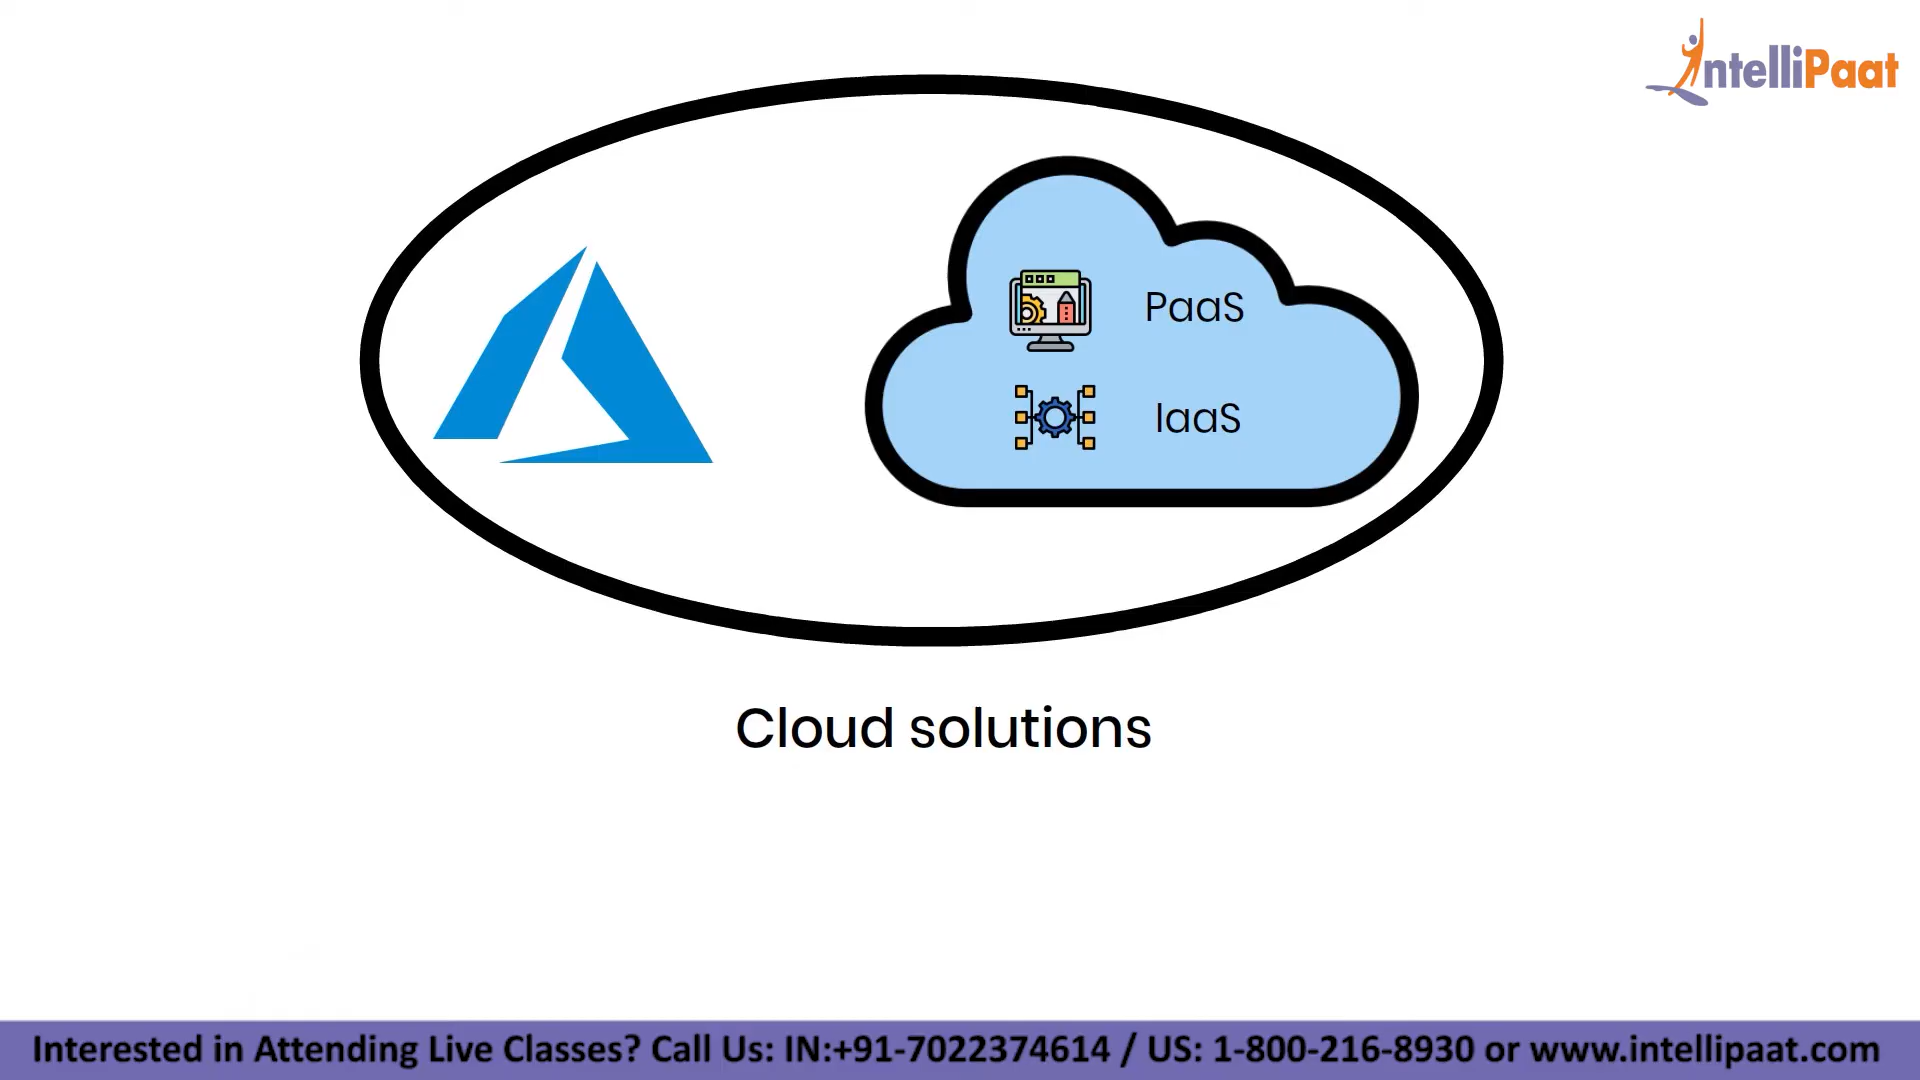 IntelliPaat
PaaS
IaaS
Cloud solutions
Interested in Attending Live Classes? Call Us: IN:+91-7022374614 / US: 1-800-216-8930 or www.intellipaat.com